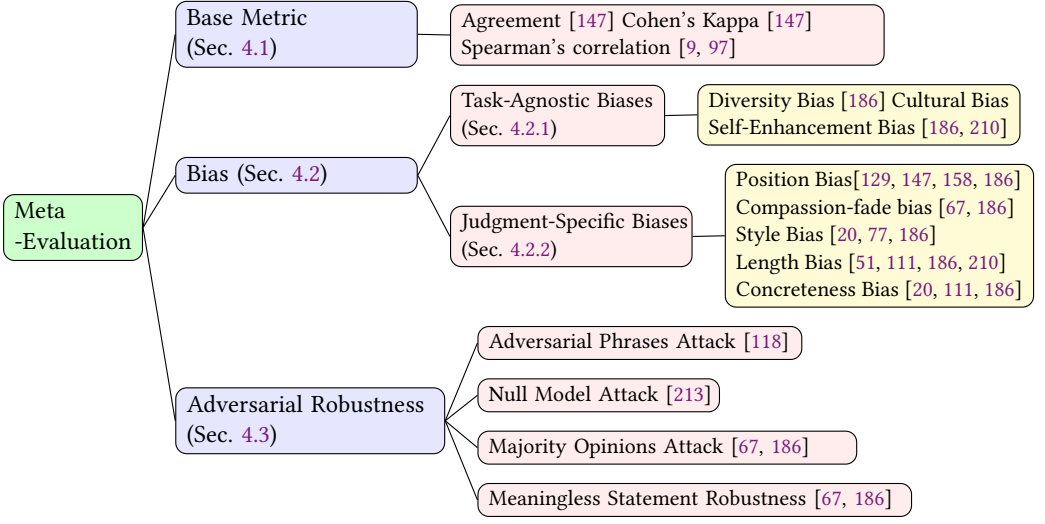 Meta
-Evaluation
Base Metric
(Sec. 4.1)
Agreement [147] Cohen's Kappa [147]
Spearman's correlation [9, 97]
Bias (Sec. 4.2)
Task-Agnostic Biases
(Sec. 4.2.1)
Diversity Bias [186] Cultural Bias
Self-Enhancement Bias [186, 210]
Judgment-Specific Biases
(Sec. 4.2.2)
Position Bias[129, 147, 158, 186]
Compassion-fade bias [67, 186]
Style Bias [20, 77, 186]
Length Bias [51, 111, 186, 210]
Concreteness Bias [20, 111, 186]
Adversarial Robustness
(Sec. 4.3)
Adversarial Phrases Attack [118]
Null Model Attack [213]
Majority Opinions Attack [67, 186]
Meaningless Statement Robustness [67, 186]